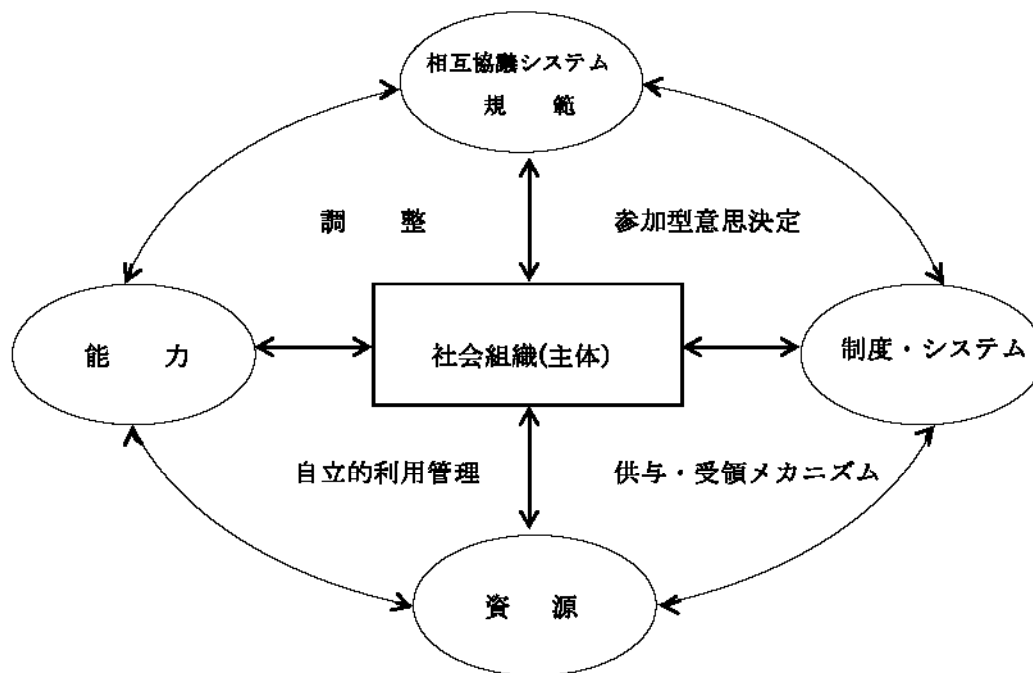 相互協議システム
規　範
調　整
参加型意思決定
能　力
社会組織(主体)
制度・システム
自立的利用管理
供与・受領メカニズム
資　源